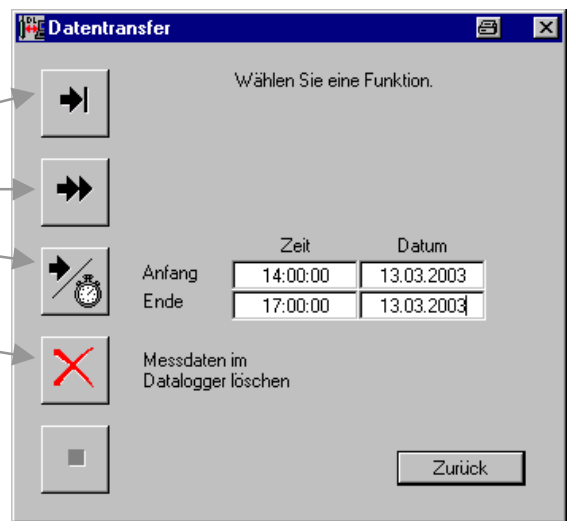 Datentransfer
Wählen Sie eine Funktion.
Zeit Datum
Anfang 14:00:00 13.03.2003
Ende 17:00:00 13.03.2003
Messdaten im
Datalogger löschen
Zurück